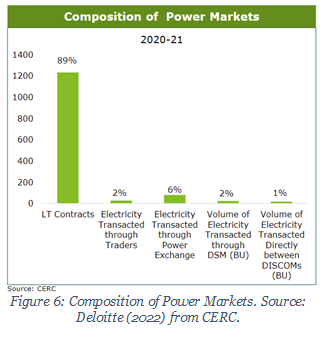 Composition of Power Markets
2020-21
1400
1200
1000
800
600
400
200
0
89%
2%
6%
2%
1%
LT Contracts
Electricity
Transacted
through
Traders
Electricity
Transacted
through
Power
Exchange
Volume of
Electricity
Transacted
through
DSM (BU)
Volume of
Electricity
Transacted
Directly
between
DISCOMs
(BU)
Source: CERC
Figure 6: Composition of Power Markets. Source:
Deloitte (2022) from CERC.